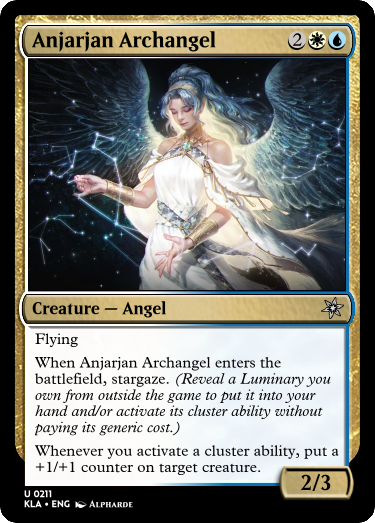 Anjarjan Archangel 2
Creature — Angel
Flying
When Anjarjan Archangel enters the
battlefield, stargaze. (Reveal a Luminary you
own from outside the game to put it into your
hand and/or activate its cluster ability without
paying its generic cost.)
Whenever you activate a cluster ability, put a
+1/+1 counter on target creature.
2/3
U 0211
KLA • ENG Alpharde